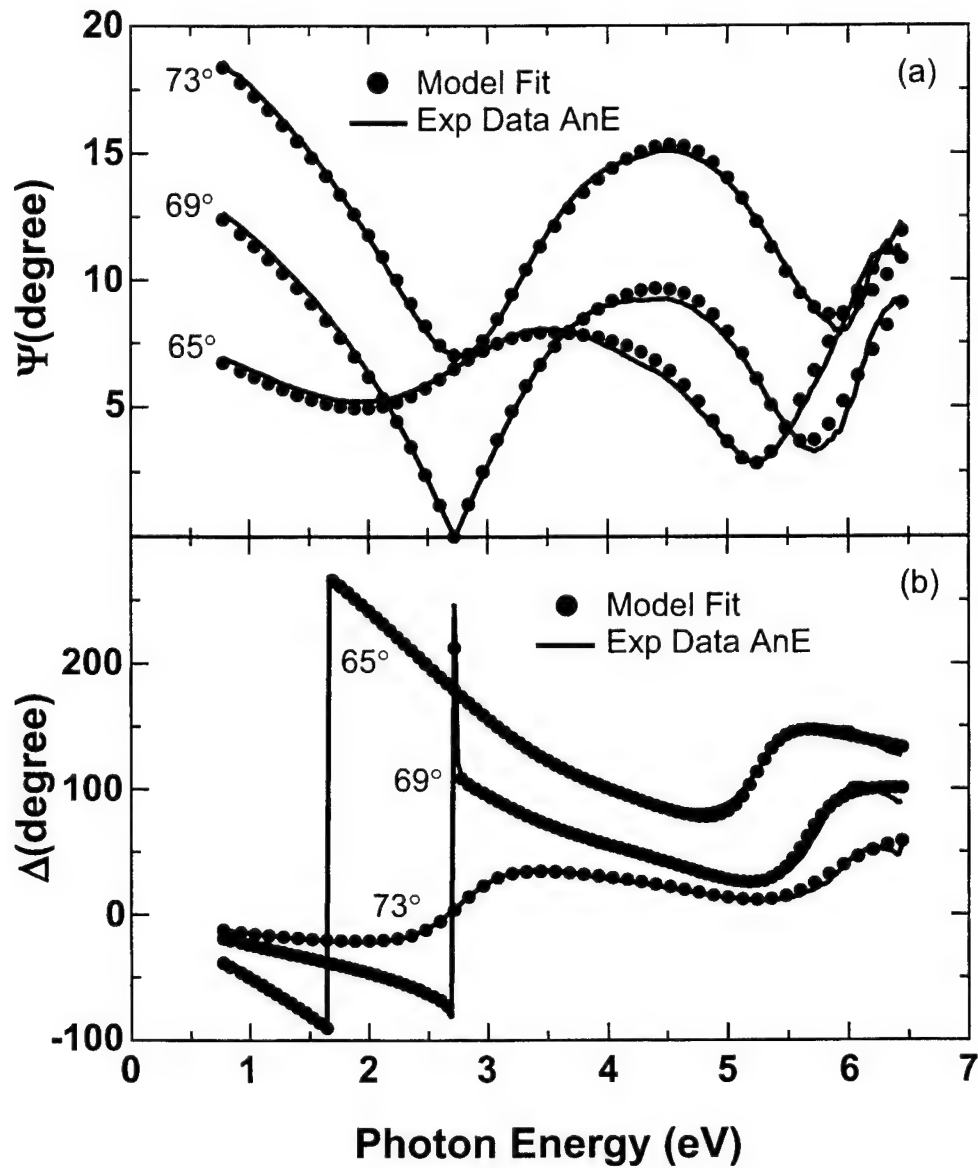 20
15
10
5
Ψ(degree)
73°
69°
65°
Model Fit
Exp Data AnE
(a)
200
100
0
-100
Δ(degree)
65°
69°
73°
Model Fit
Exp Data AnE
(b)
0 1 2 3 4 5 6 7
Photon Energy (eV)